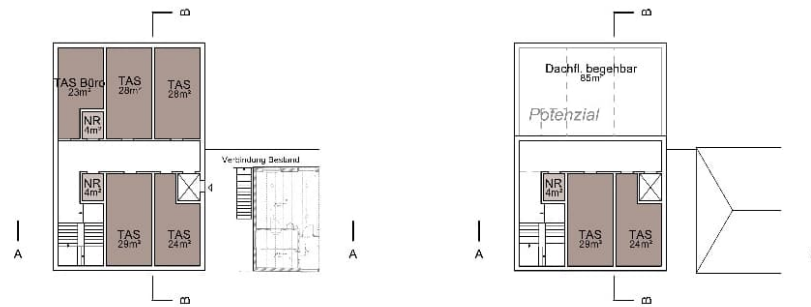 B
B
TAS Büro
23m²
TAS
28m²
TAS
28m²
NR
4m²
Dachfl. begehbar
85m²
Potenzial
Verbindung Bestand
NR
4m²
TAS
29m²
TAS
24m²
NR
4m²
TAS
29m²
TAS
24m²
A
A
A
B
B